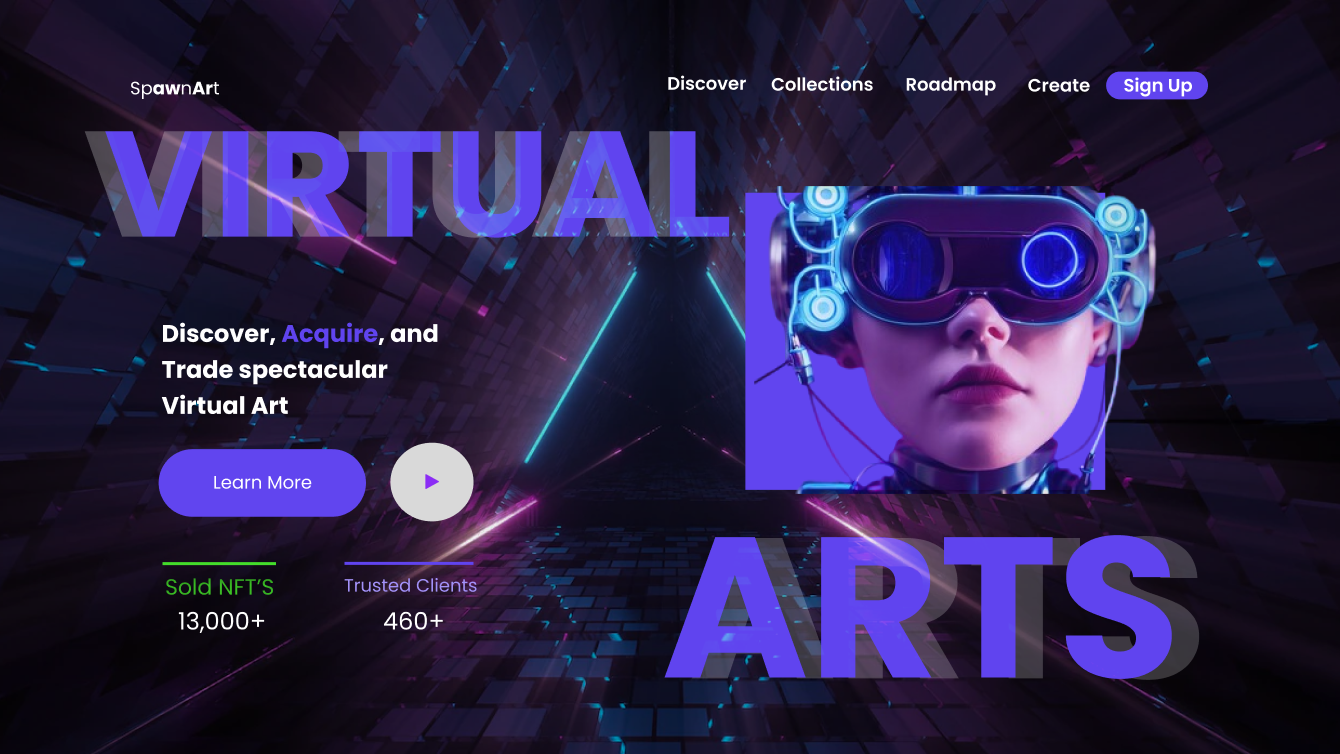 SpawnArt
Discover
Collections
Roadmap
Create
Sign Up
VIRTUAL
Discover, Acquire, and
Trade spectacular
Virtual Art
Learn More
Sold NFT'S
13,000+
Trusted Clients
460+
ARTS